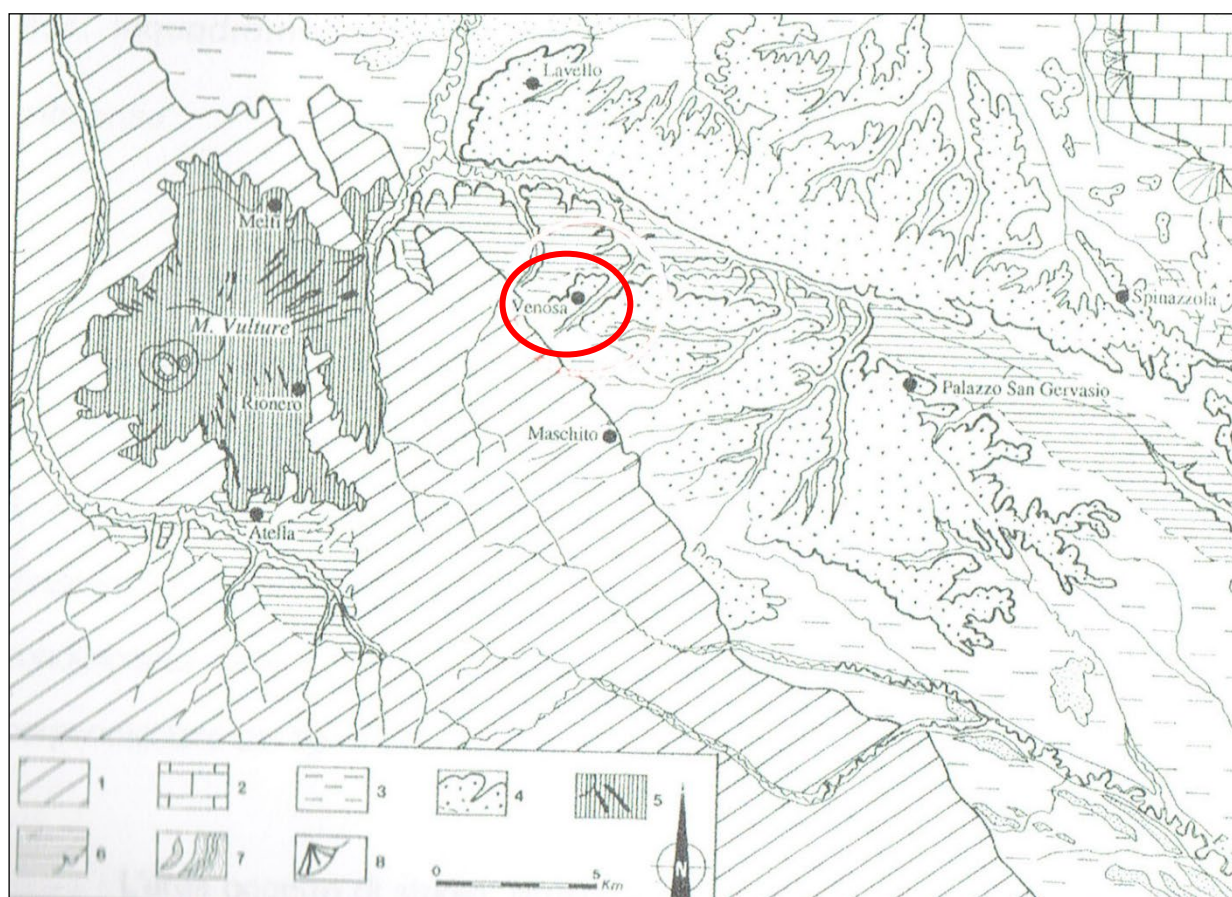 Lavello
Melfi
M. Vulture
Venosa
Spinazzola
Rionero
Palazzo San Gervasio
Maschito
Atella
1
2
3
4
5
6
7
8
0
5
Km
N